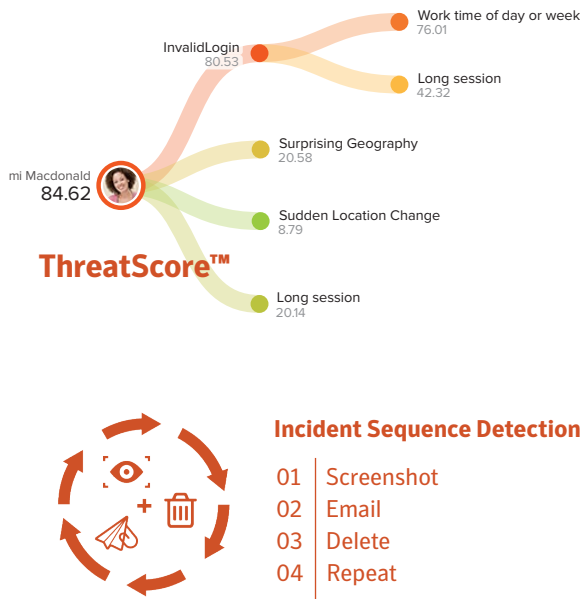 Work time of day or week
76.01
InvalidLogin
80.53
Long session
42.32
Surprising Geography
20.58
mi Macdonald
84.62
Sudden Location Change
8.79
ThreatScore™
Long session
20.14
Incident Sequence Detection
01 Screenshot
02 Email
03 Delete
04 Repeat